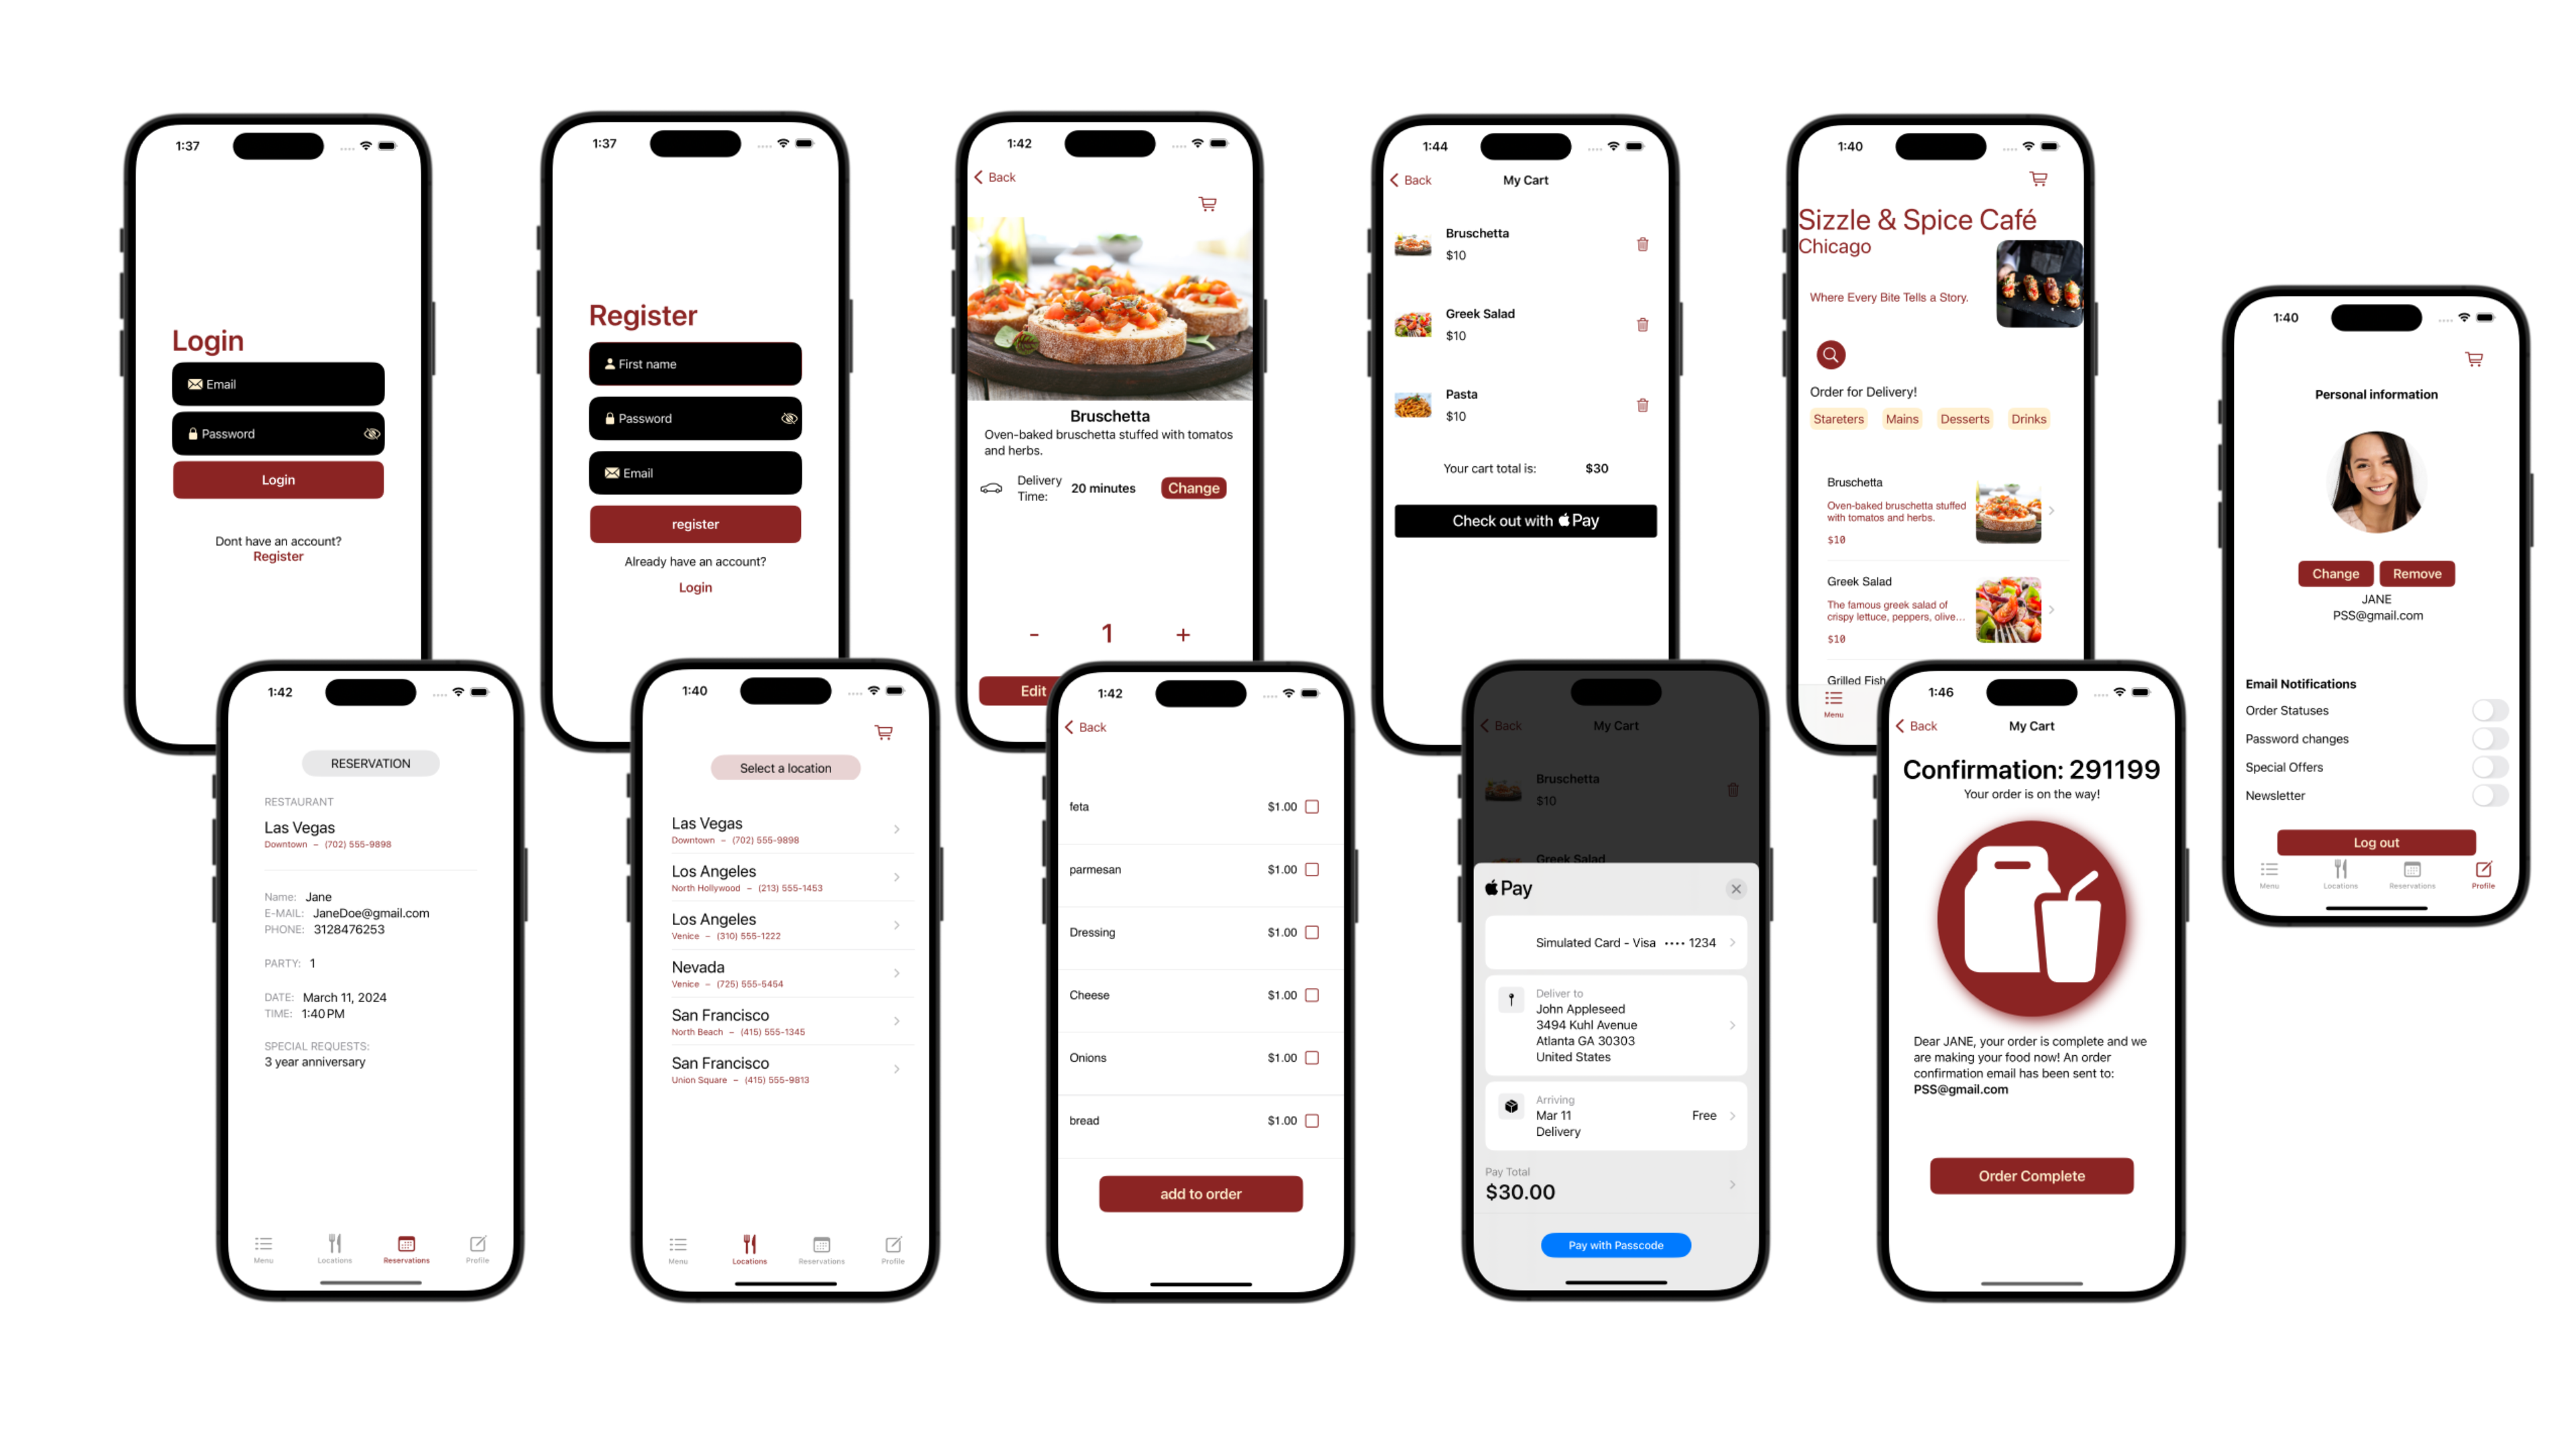 1:37
Login
Email
Password
Login
Dont have an account?
Register
1:37
Register
First name
Password
Email
register
Already have an account?
Login
1:42
Back
Bruschetta
Oven-baked bruschetta stuffed with tomatos
and herbs.
Delivery
Time:
20 minutes
Change
- 1 +
Edit
1:44
Back
My Cart
Bruschetta
$10
Greek Salad
$10
Pasta
$10
Your cart total is: $30
Check out with Pay
1:40
Sizzle & Spice Café
Chicago
Where Every Bite Tells a Story.
Order for Delivery!
Stareters Mains Desserts Drinks
Bruschetta
Oven-baked bruschetta stuffed
with tomatos and herbs.
$10
Greek Salad
The famous greek salad of
crispy lettuce, peppers, olive...
$10
Grilled Fish
Menu
1:40
Personal information
Change Remove
JANE
PSS@gmail.com
Email Notifications
Order Statuses
Password changes
Special Offers
Newsletter
Log out
Menu Locations Reservations Profile
1:42
RESERVATION
RESTAURANT
Las Vegas
Downtown – (702) 555-9898
Name: Jane
E-MAIL: JaneDoe@gmail.com
PHONE: 3128476253
PARTY: 1
DATE: March 11, 2024
TIME: 1:40 PM
SPECIAL REQUESTS:
3 year anniversary
Menu Locations Reservations Profile
1:40
Select a location
Las Vegas
Downtown – (702) 555-9898
Los Angeles
North Hollywood – (213) 555-1453
Los Angeles
Venice – (310) 555-1222
Nevada
Venice – (725) 555-5454
San Francisco
North Beach – (415) 555-1345
San Francisco
Union Square – (415) 555-9813
Menu Locations Reservations Profile
1:42
Back
feta $1.00
parmesan $1.00
Dressing $1.00
Cheese $1.00
Onions $1.00
bread $1.00
add to order
Back
My Cart
Bruschetta
$10
Greek Salad
Pay
Simulated Card - Visa •••• 1234
Deliver to
John Appleseed
3494 Kuhl Avenue
Atlanta GA 30303
United States
Arriving
Mar 11
Delivery
Free
Pay Total
$30.00
Pay with Passcode
1:46
Back
My Cart
Confirmation: 291199
Your order is on the way!
Dear JANE, your order is complete and we
are making your food now! An order
confirmation email has been sent to:
PSS@gmail.com
Order Complete